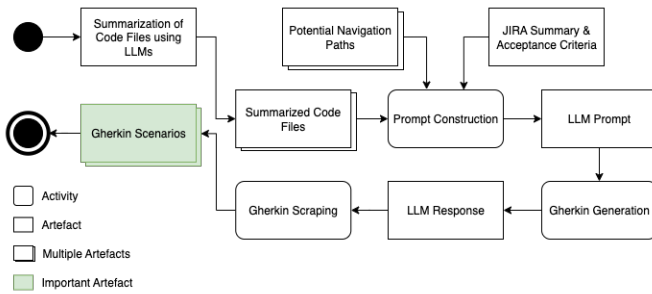 Summarization of
Code Files using
LLMs
Potential Navigation
Paths
JIRA Summary &
Acceptance Criteria
Gherkin Scenarios
Summarized Code
Files
Prompt Construction
LLM Prompt
Gherkin Scraping
LLM Response
Gherkin Generation
Activity
Artefact
Multiple Artefacts
Important Artefact